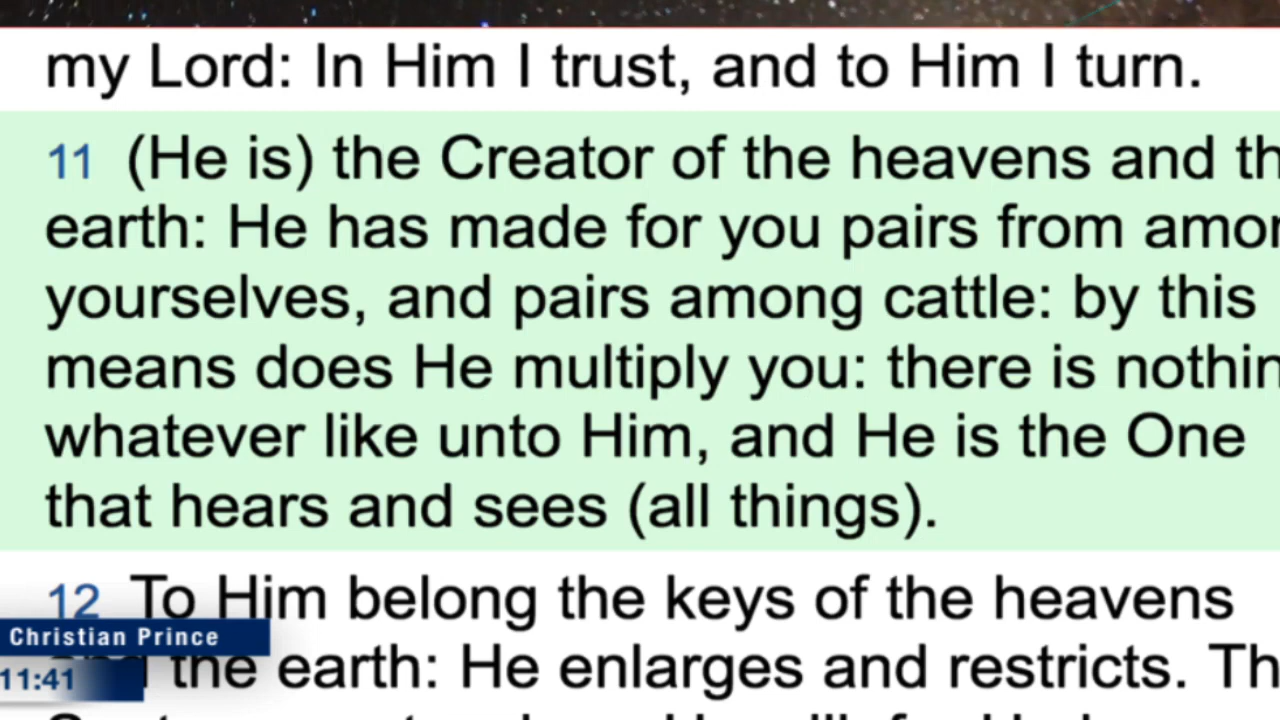 my Lord: In Him I trust, and to Him I turn.
11 (He is) the Creator of the heavens and th
earth: He has made for you pairs from amo
yourselves, and pairs among cattle: by this
means does He multiply you: there is nothin
whatever like unto Him, and He is the One
that hears and sees (all things).
12 To Him belong the keys of the heavens
Christian Prince
the earth: He enlarges and restricts. Th
11:41